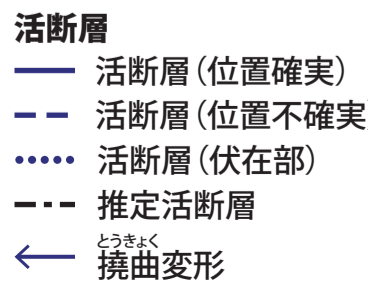 活断層
活断層（位置確実）
活断層（位置不確実）
活断層（伏在部）
推定活断層
とうきょく
撓曲変形